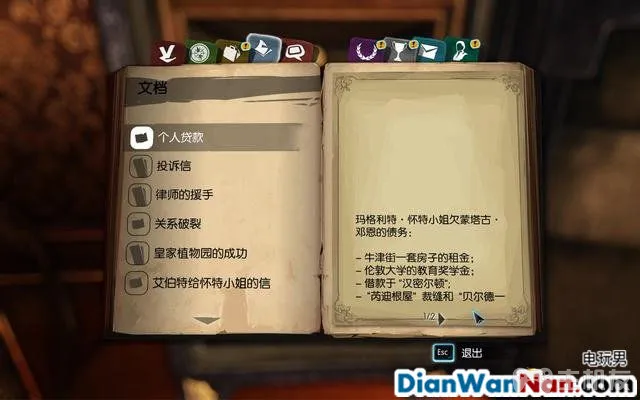 文档
个人贷款
投诉信
律师的援手
关系破裂
皇家植物园的成功
艾伯特给怀特小姐的信
玛格利特·怀特小姐欠蒙塔古·
邓恩的债务:
- 牛津街一套房子的租金;
- 伦敦大学的教育奖学金;
- 借款于“汉密尔顿”;
- “芮迪根屋”裁缝和“贝尔德一
1/2
Esc 退出
电玩男
DianWanNan.com